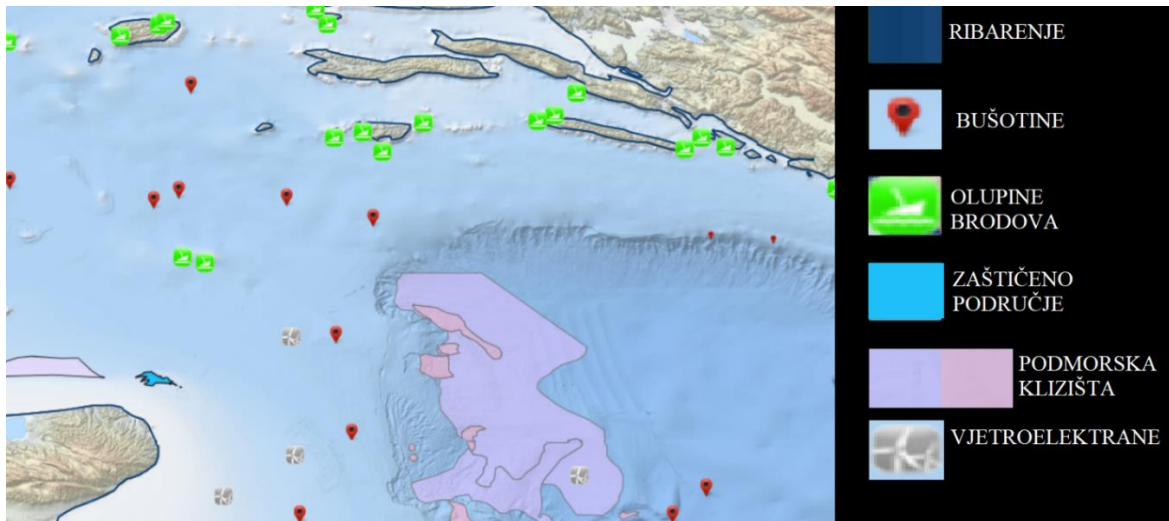 RIBARENJE
BUŠOTINE
OLUPINE
BRODOVA
ZAŠTIČENO
PODRUČJE
PODMORSKA
KLIZIŠTA
VJETROELEKTRANE